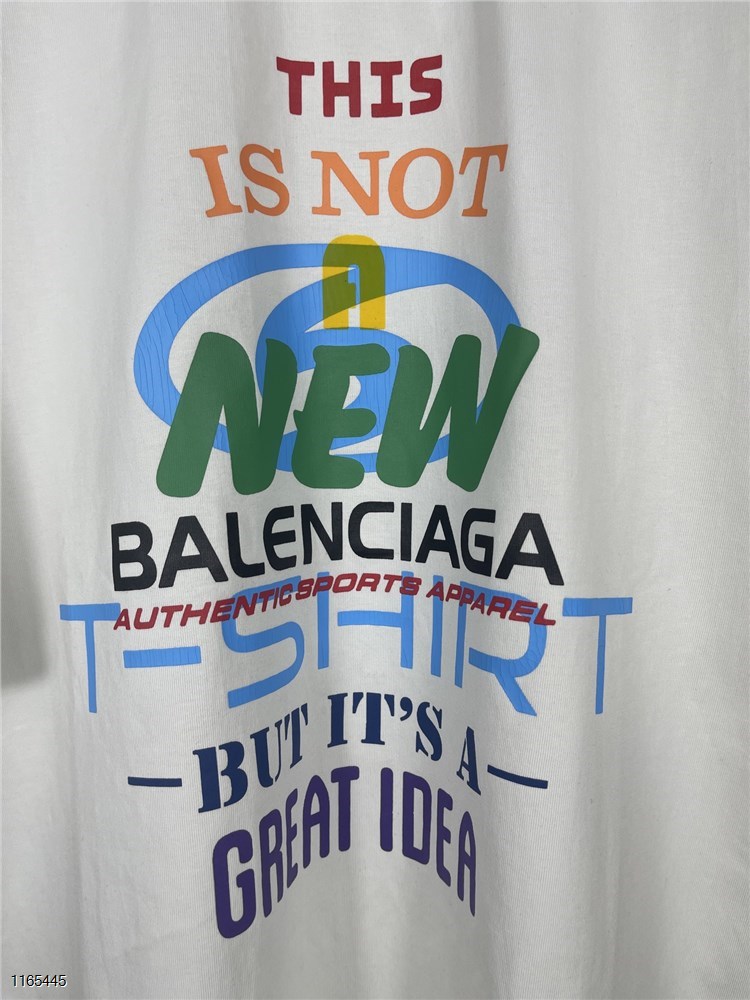 THIS
IS NOT
A
NEW
BALENCIAGA
AUTHENTIC SPORTS APPAREL
T-SHIRT
BUT IT'S A
GREAT IDEA
1165445